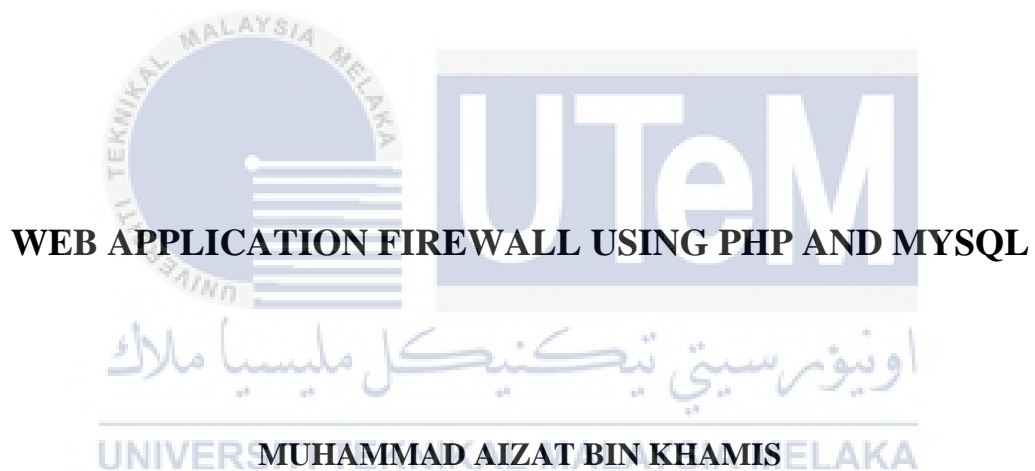 UNIVERSITI TEKNIKAL MALAYSIA MELAKA
UTeM
WEB APPLICATION FIREWALL USING PHP AND MYSQL
اونيۏرسيتي تيكنيكل مليسيا ملاك
UNIVERSITI TEKNIKAL MALAYSIA MELAKA
MUHAMMAD AIZAT BIN KHAMIS